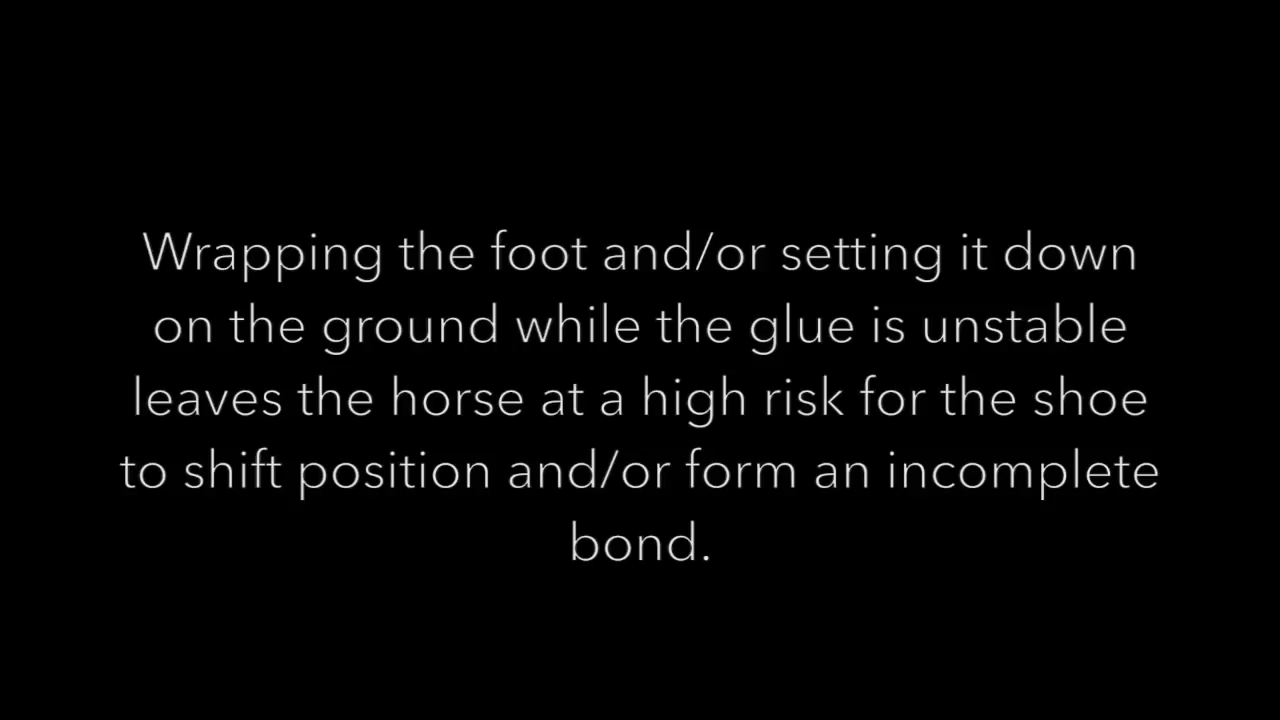 Wrapping the foot and/or setting it down
on the ground while the glue is unstable
leaves the horse at a high risk for the shoe
to shift position and/or form an incomplete
bond.